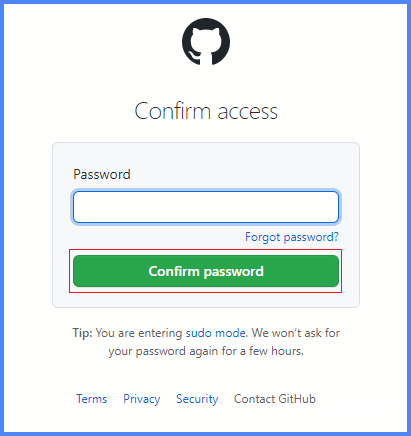 Confirm access
Password
Forgot password?
Confirm password
Tip: You are entering sudo mode. We won't ask for
your password again for a few hours.
Terms Privacy Security Contact GitHub